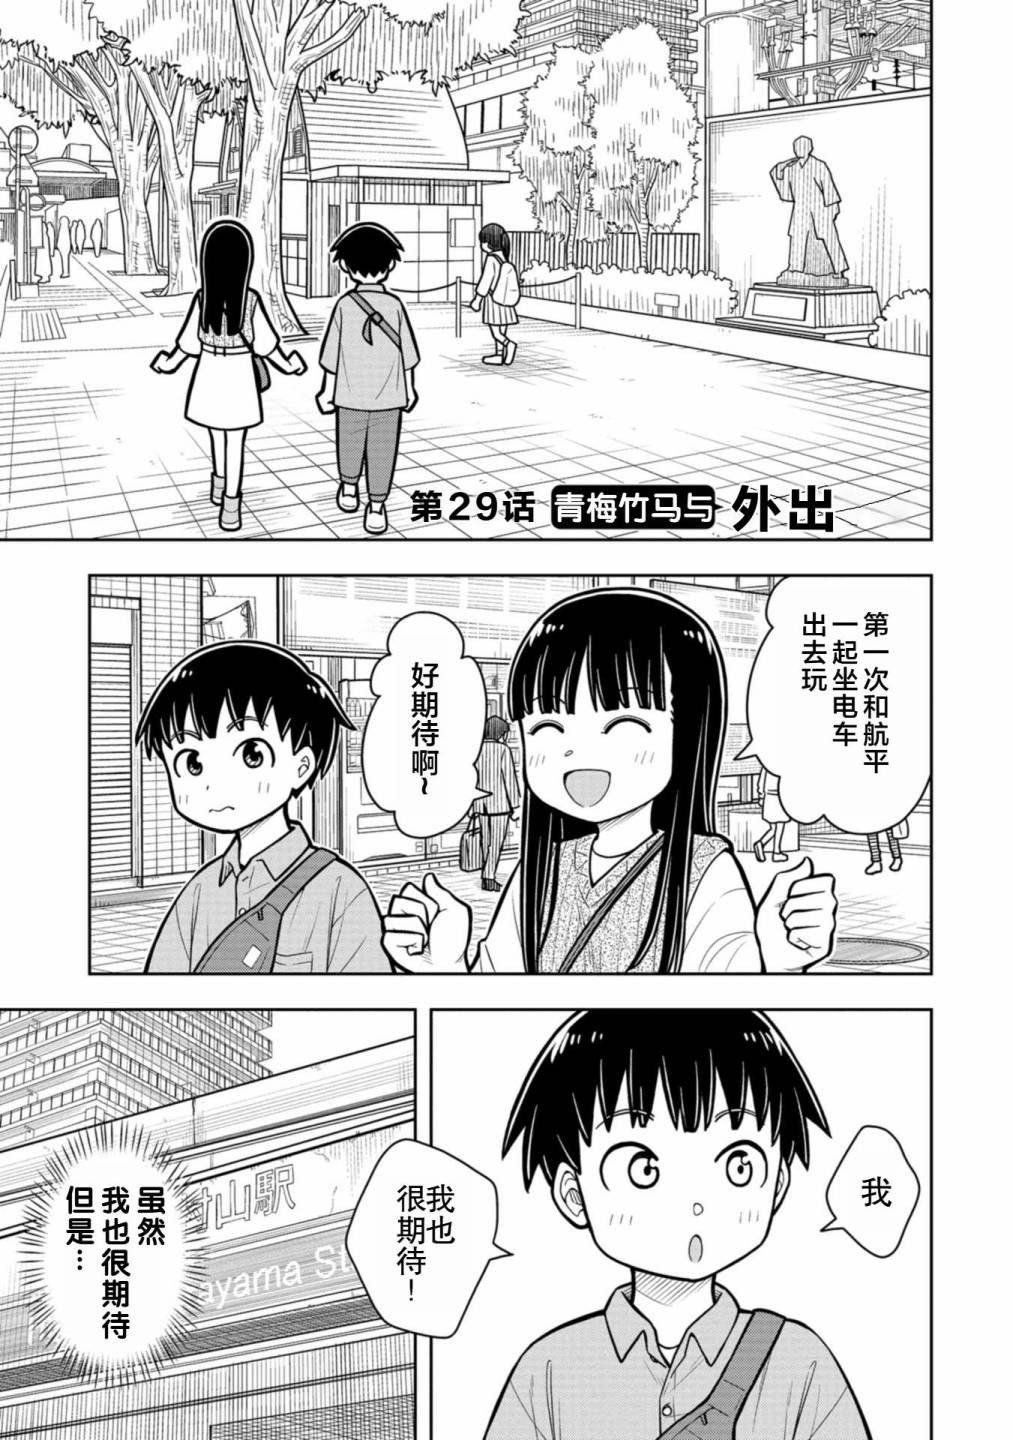 第29话 青梅竹马与 外出
第一次和航平
一起坐电车
出去玩
好期待啊~
我
我也
很期待！
山駅
ayama St
虽然
我也很期待
但是…